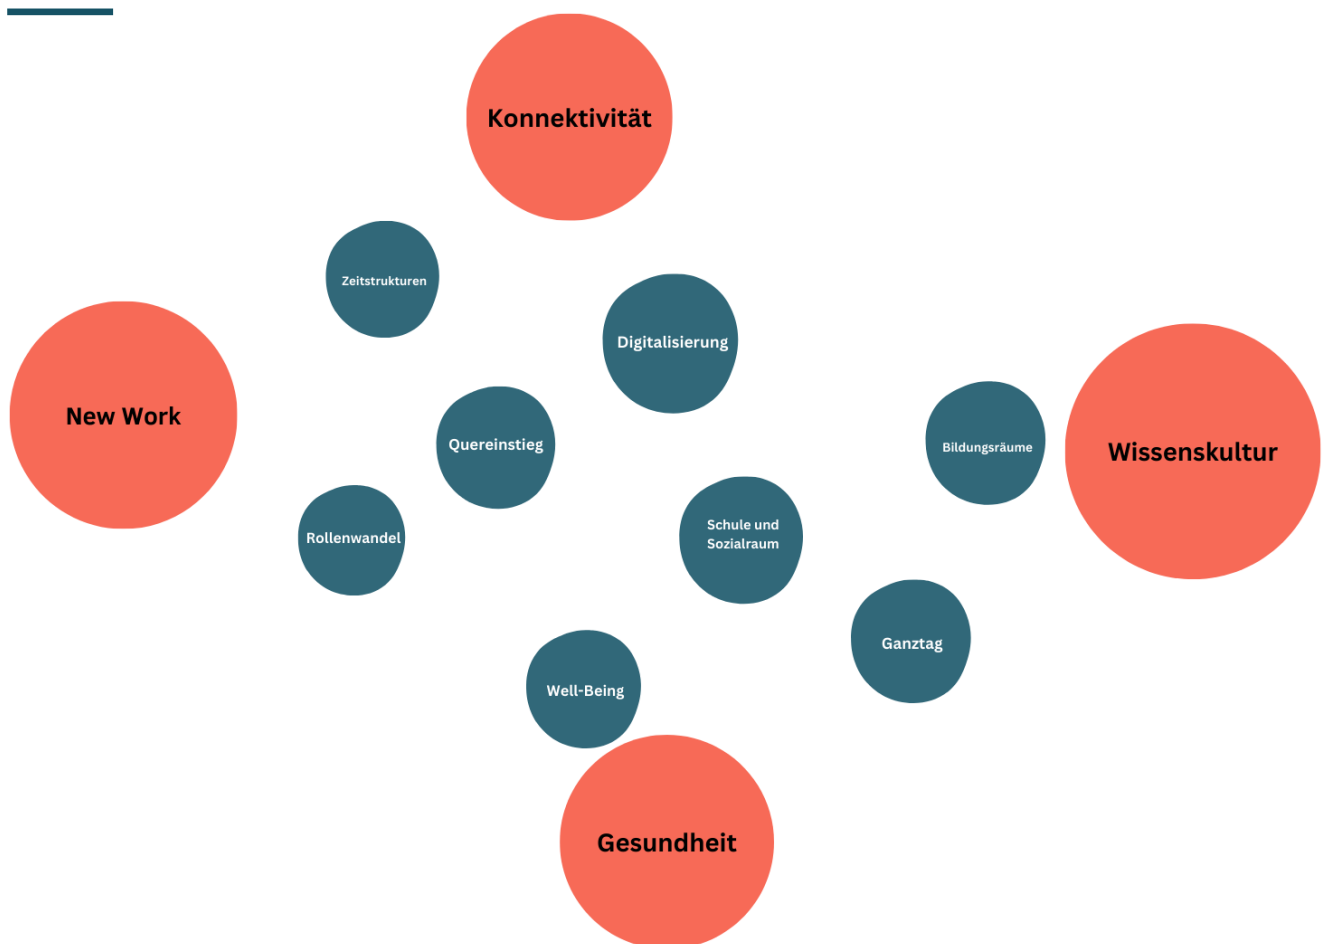 Konnektivität
Zeitstrukturen
Digitalisierung
New Work
Quereinstieg
Bildungsräume
Wissenskultur
Rollenwandel
Schule und
Sozialraum
Ganztag
Well-Being
Gesundheit